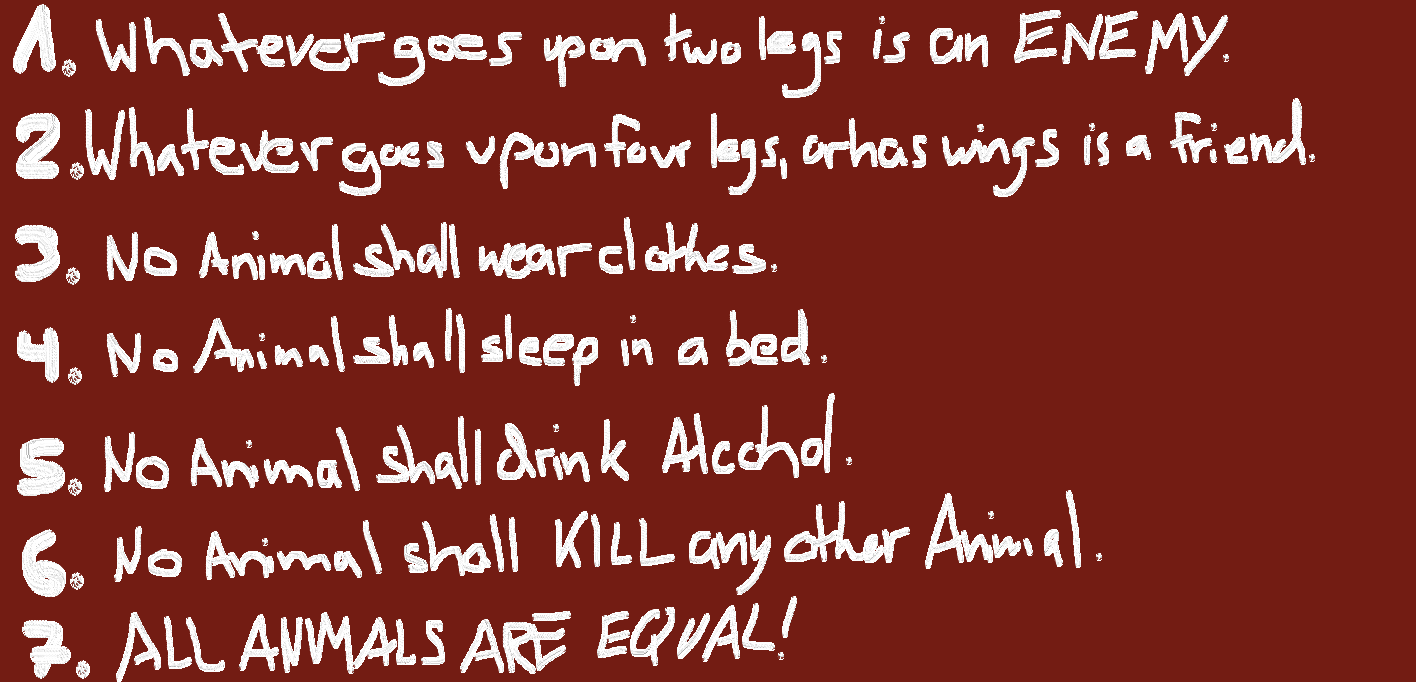 1. Whatever goes upon two legs is an ENEMY.
2. Whatever goes upon four legs, or has wings is a friend.
3. No Animal shall wear clothes.
4. No Animal shall sleep in a bed.
5. No Animal shall drink Alcohol.
6. No Animal shall KILL any other Animal.
7. ALL ANIMALS ARE EQUAL!